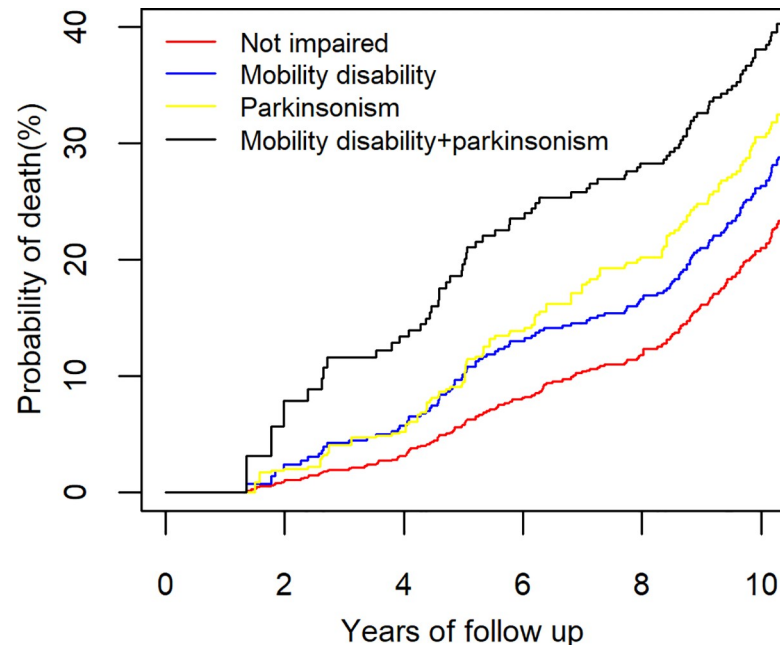 Probability of death(%)
40
30
20
10
0
Not impaired
Mobility disability
Parkinsonism
Mobility disability+parkinsonism
0 2 4 6 8 10
Years of follow up